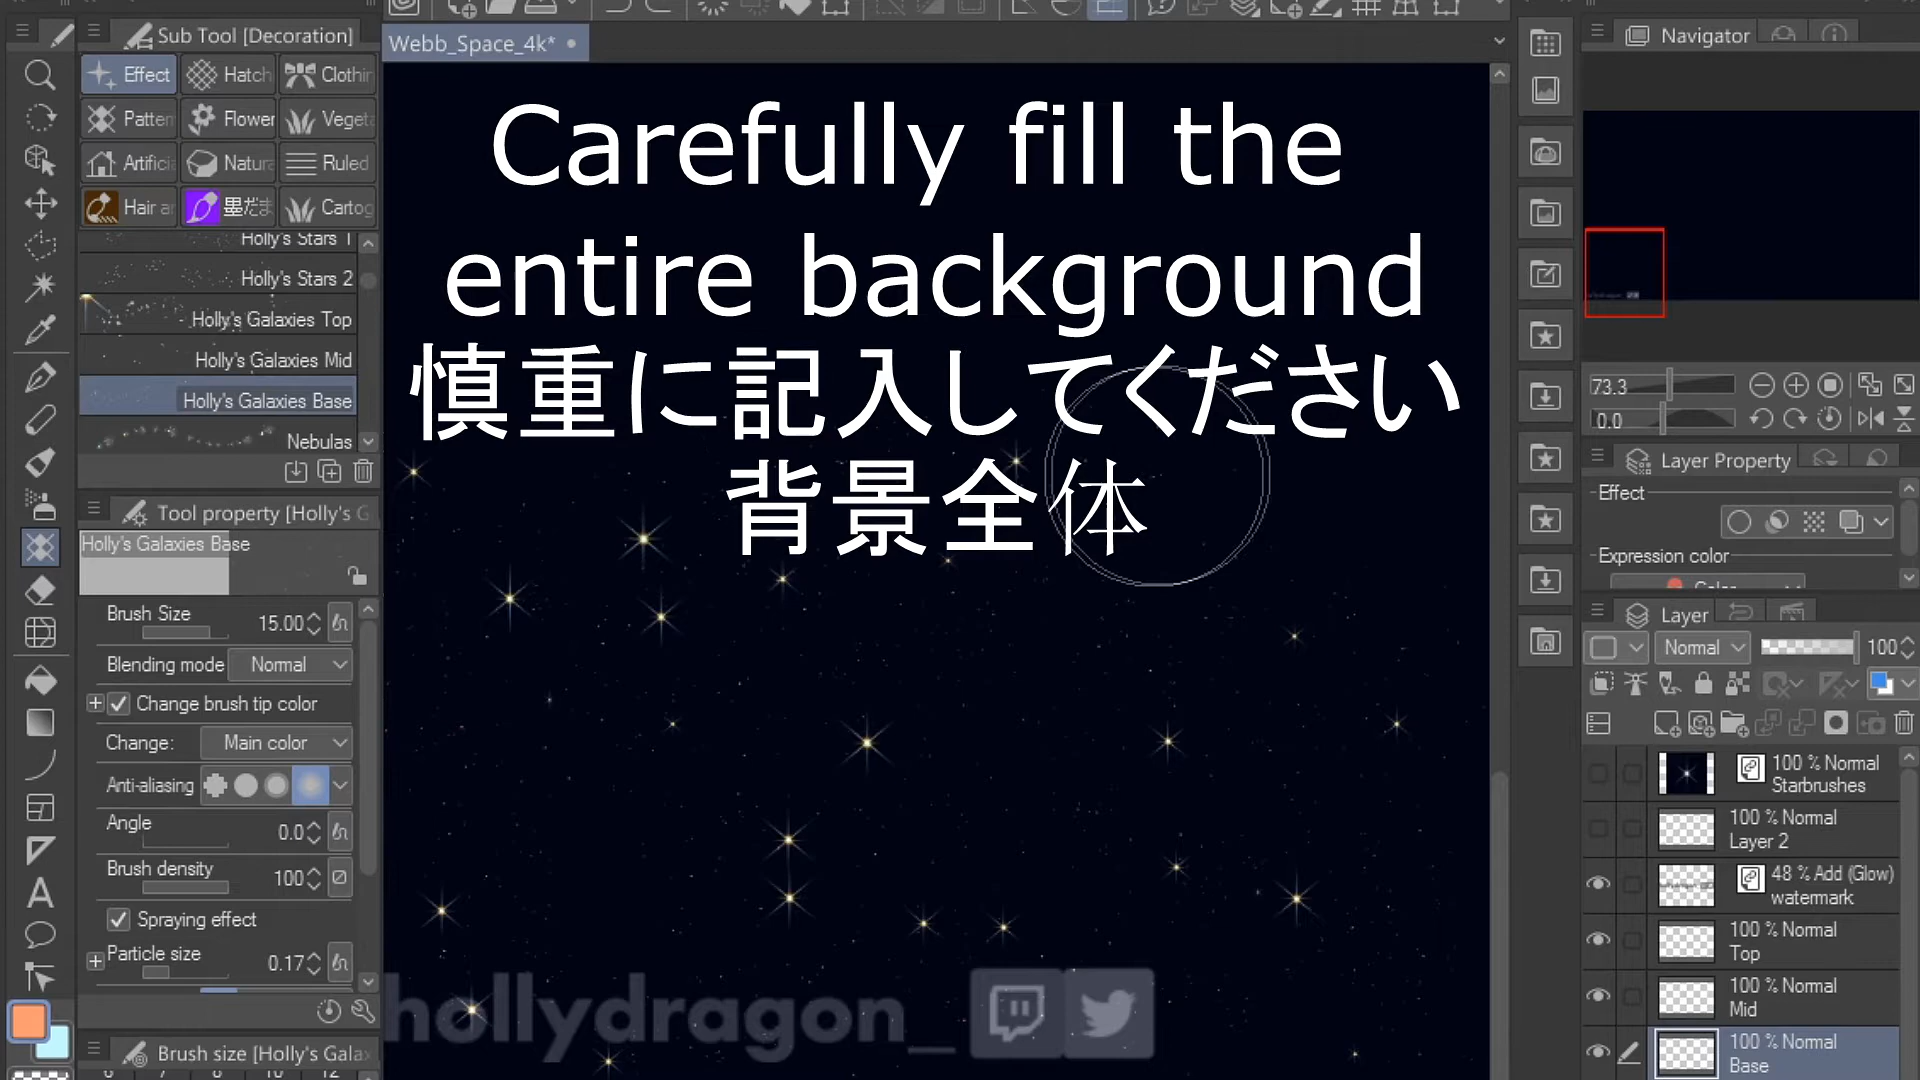 Sub Tool [Decoration]
Effect
Hatch
Clothin
Patter
Flower
Veget
Artifici
Natura
Ruled
Hair ar
墨だま
Cartog
Holly's Stars 1
Holly's Stars 2
Holly's Galaxies Top
Holly's Galaxies Mid
Holly's Galaxies Base
Nebulas
Tool property [Holly's G
Holly's Galaxies Base
Brush Size 15.00
Blending mode Normal
Change brush tip color
Change: Main color
Anti-aliasing
Angle 0.0
Brush density 100
Spraying effect
Particle size 0.17
Brush size [Holly's Galax
Webb_Space_4k*
Carefully fill the
entire background
慎重に記入してください
背景全体
hollydragon_
Navigator
73.3
0.0
Layer Property
Effect
Expression color
Layer
Normal 100
100 % Normal
Starbrushes
100 % Normal
Layer 2
48 % Add (Glow)
watermark
100 % Normal
Top
100 % Normal
Mid
100 % Normal
Base